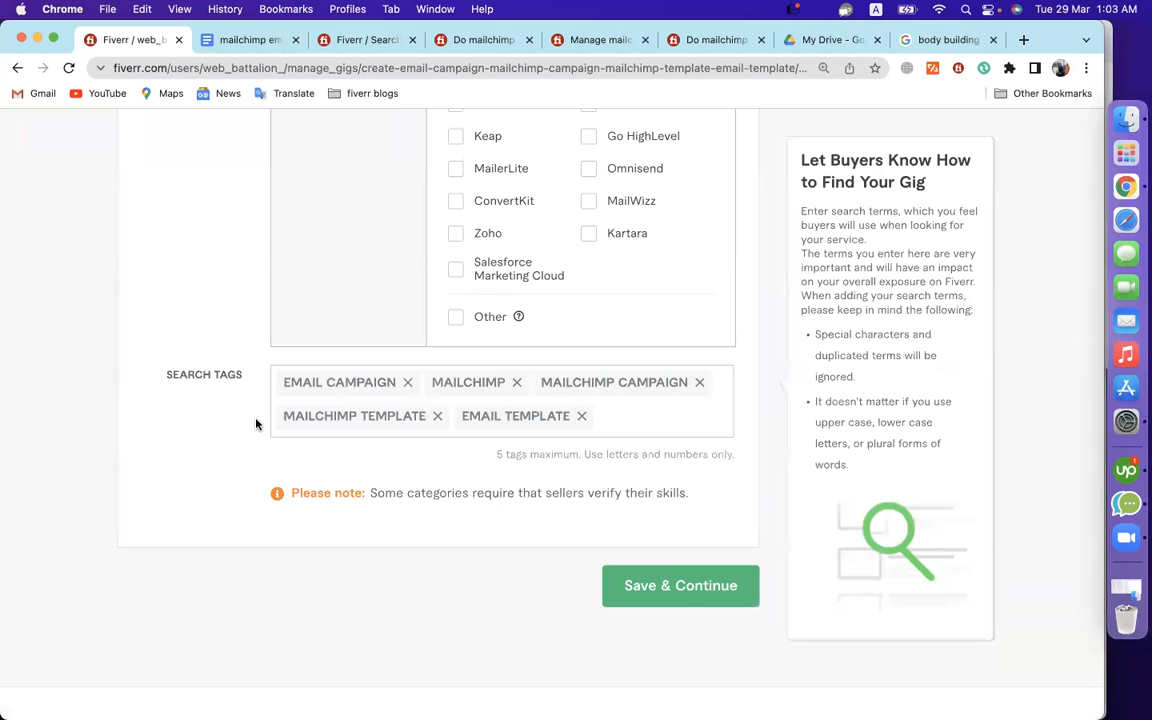 Chrome File Edit View History Bookmarks Profiles Tab Window Help A Tue 29 Mar 1:03 AM
Fiverr / web_b mailchimp em Fiverr / Searc Do mailchimp Manage mailc Do mailchimp My Drive - Go body building
fiverr.com/users/web_battalion_/manage_gigs/create-email-campaign-mailchimp-campaign-mailchimp-template-email-template/...
Gmail YouTube Maps News Translate fiverr blogs Other Bookmarks
Keap Go HighLevel
MailerLite Omnisend
ConvertKit MailWizz
Zoho Kartara
Salesforce
Marketing Cloud
Other
SEARCH TAGS
EMAIL CAMPAIGN MAILCHIMP MAILCHIMP CAMPAIGN
MAILCHIMP TEMPLATE EMAIL TEMPLATE
5 tags maximum. Use letters and numbers only.
Please note: Some categories require that sellers verify their skills.
Save & Continue
Let Buyers Know How
to Find Your Gig
Enter search terms, which you feel
buyers will use when looking for
your service.
The terms you enter here are very
important and will have an impact
on your overall exposure on Fiverr.
When adding your search terms,
please keep in mind the following:
• Special characters and
duplicated terms will be
ignored.
• It doesn't matter if you use
upper case, lower case
letters, or plural forms of
words.
up
1